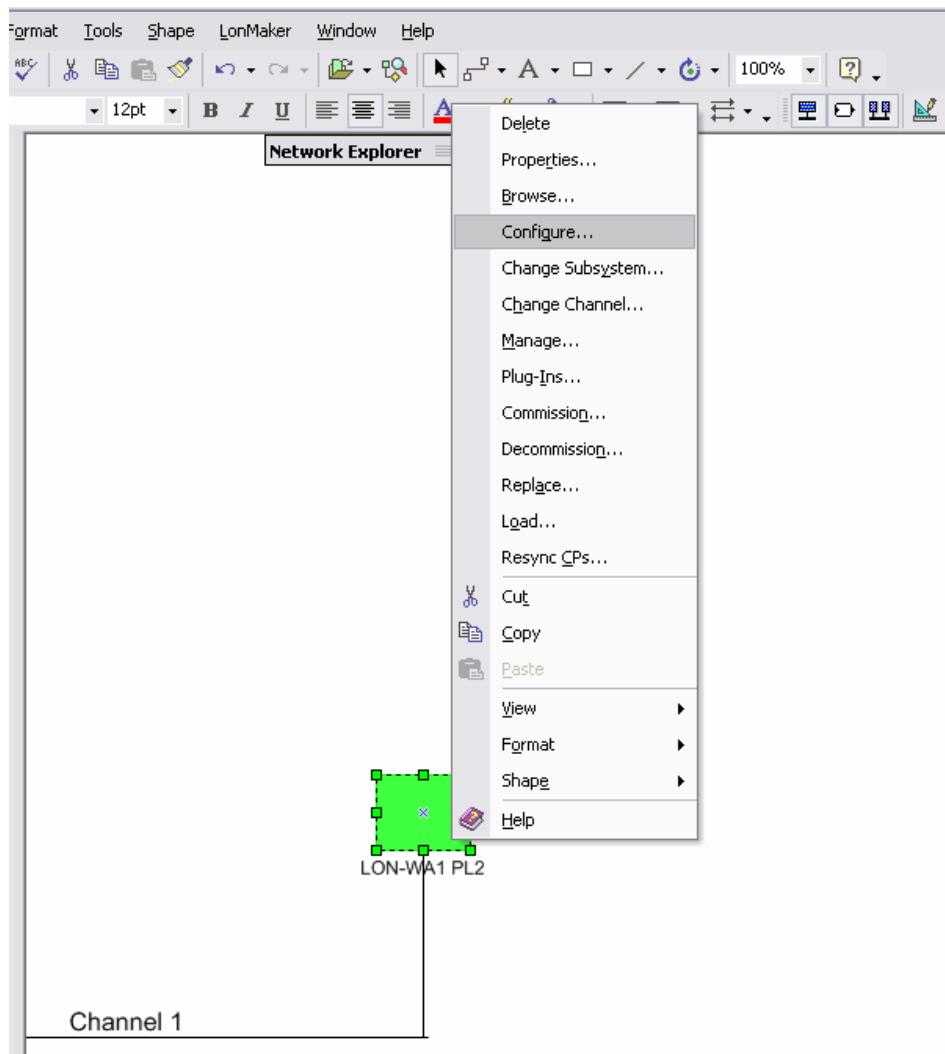 Format Tools Shape LonMaker Window Help
ABC A 100% ?
12pt B I U A
Network Explorer
Delete
Properties...
Browse...
Configure...
Change Subsystem...
Change Channel...
Manage...
Plug-Ins...
Commission...
Decommission...
Replace...
Load...
Resync CPs...
Cut
Copy
Paste
View
Format
Shape
Help
LON-WA1 PL2
Channel 1